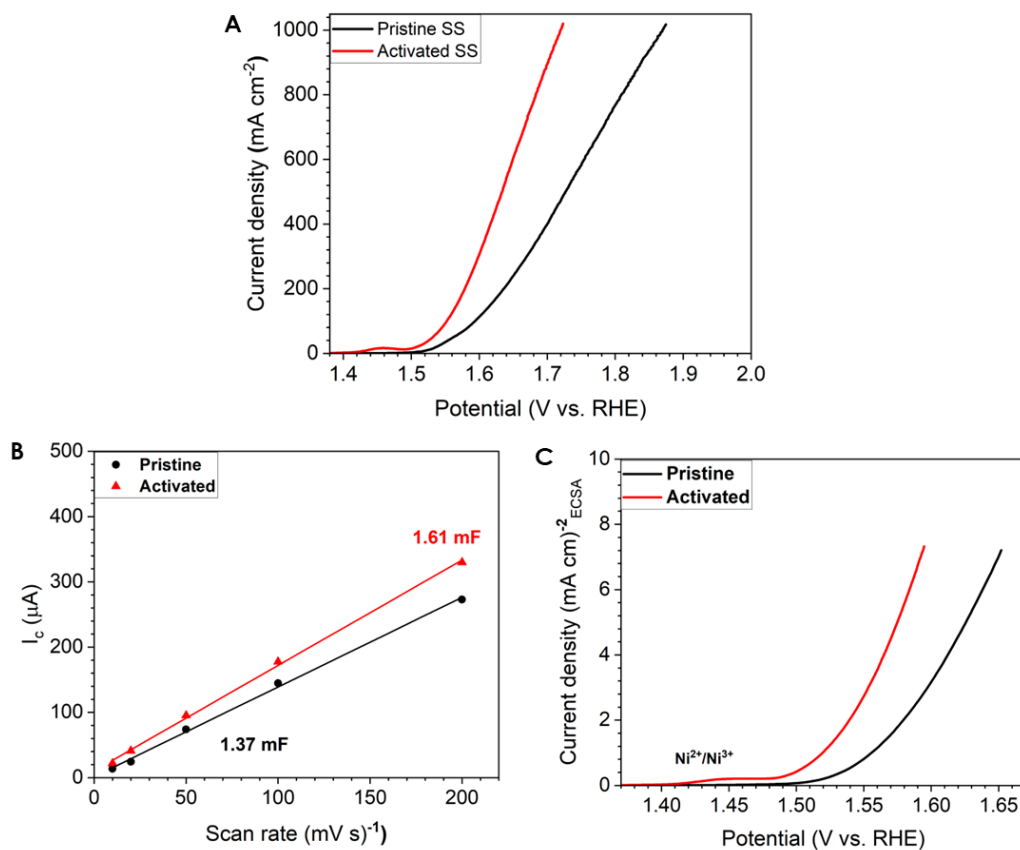 A
Pristine SS
Activated SS
Current density (mA cm⁻²)
1000
800
600
400
200
0
1.4 1.5 1.6 1.7 1.8 1.9 2.0
Potential (V vs. RHE)
B
Pristine
Activated
I_c (µA)
500
400
300
200
100
0
1.61 mF
1.37 mF
0 50 100 150 200
Scan rate (mV s)⁻¹)
C
Pristine
Activated
Current density (mA cm)⁻²_ECSA
10
8
6
4
2
0
Ni²⁺/Ni³⁺
1.40 1.45 1.50 1.55 1.60 1.65
Potential (V vs. RHE)